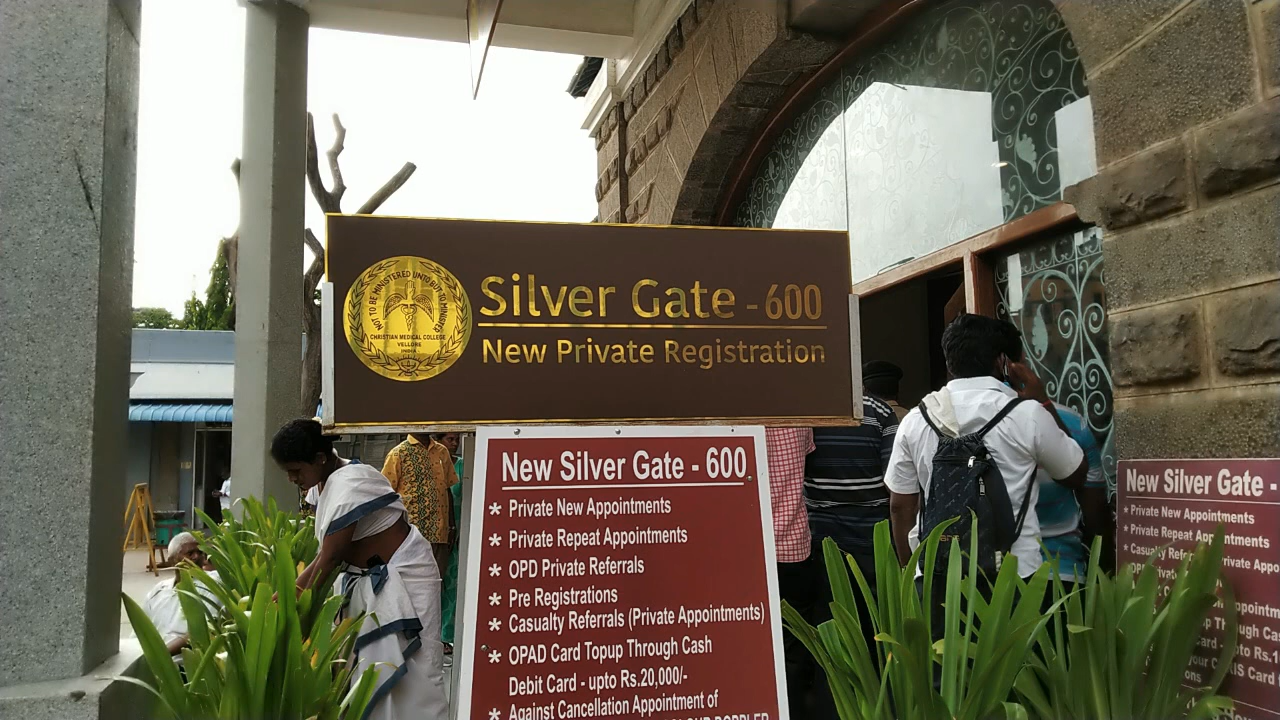 NOT TO BE MINISTERED UNTO BUT TO MINISTER
CHRISTIAN MEDICAL COLLEGE
VELLORE
INDIA
Silver Gate - 600
New Private Registration
New Silver Gate - 600
* Private New Appointments
* Private Repeat Appointments
* OPD Private Referrals
* Pre Registrations
* Casualty Referrals (Private Appointments)
* OPAD Card Topup Through Cash
Debit Card - upto Rs.20,000/-
* Against Cancellation Appointment of
DOPPLER
New Silver Gate -
* Private New Appointments
* Private Repeat Appointments
* Casualty